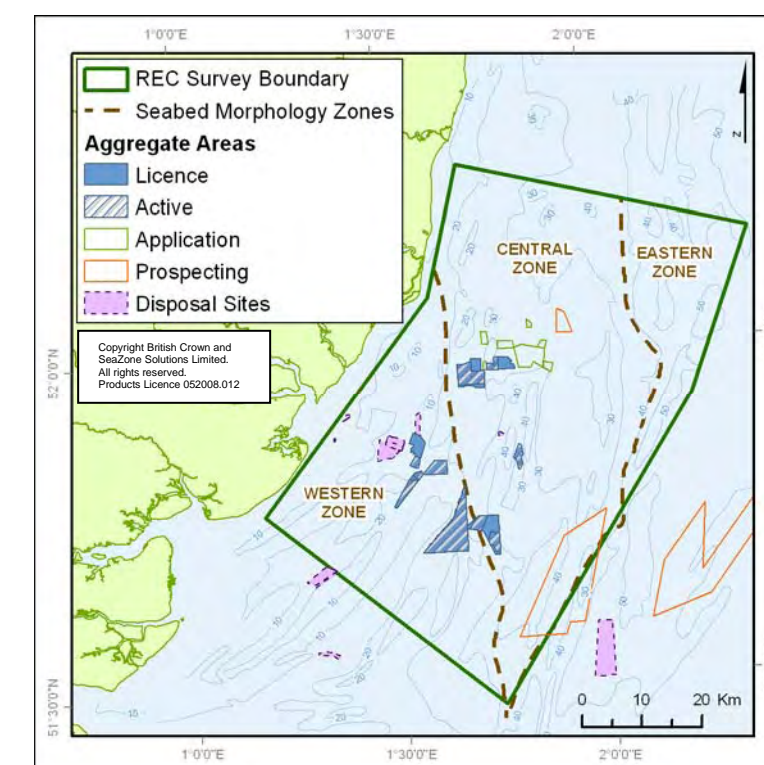 1°0'0"E 1°30'0"E 2°0'0"E
REC Survey Boundary
Seabed Morphology Zones
Aggregate Areas
Licence
Active
Application
Prospecting
Disposal Sites
Copyright British Crown and
SeaZone Solutions Limited.
All rights reserved.
Products Licence 052008.012
N
CENTRAL
ZONE
EASTERN
ZONE
WESTERN
ZONE
52°0'0"N
51°30'0"N
0 10 20 Km
1°0'0"E 1°30'0"E 2°0'0"E